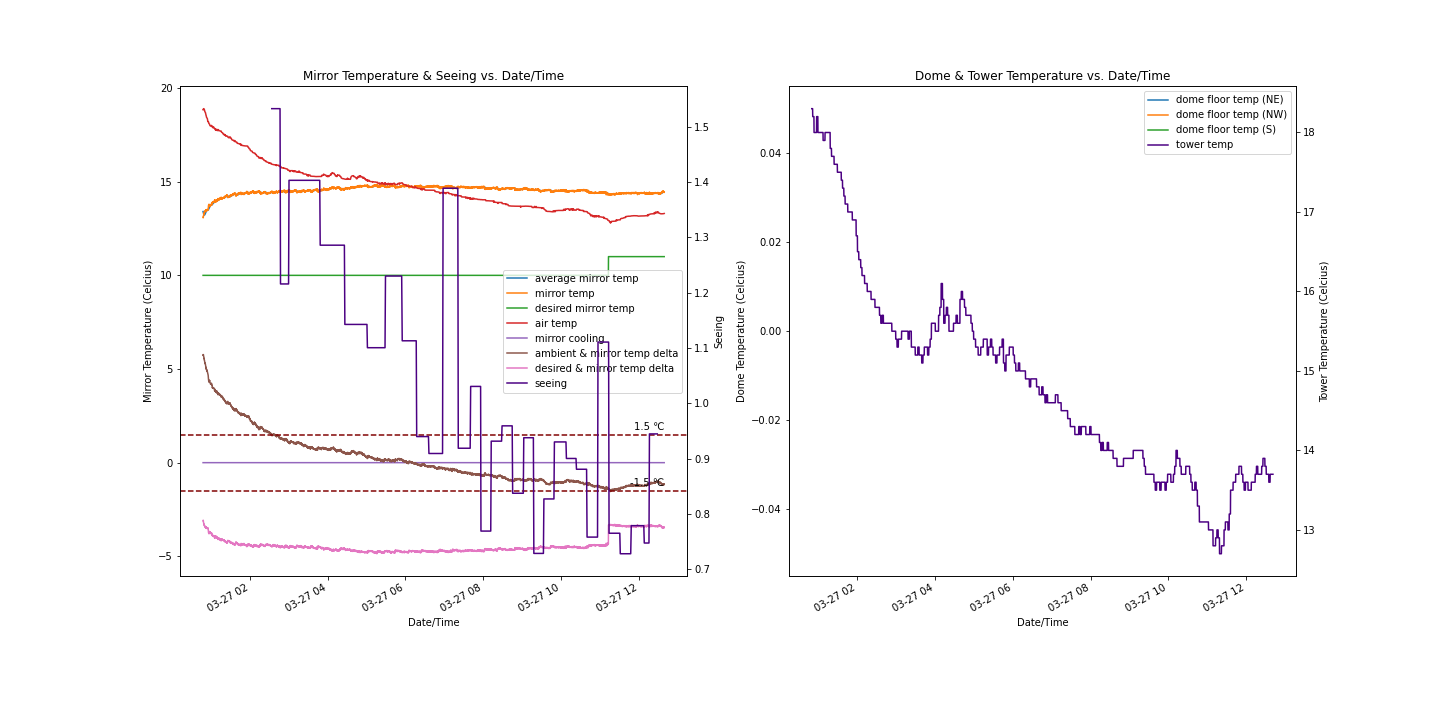 Mirror Temperature & Seeing vs. Date/Time
Mirror Temperature (Celcius)
20
15
10
5
0
−5
1.5
1.4
1.3
1.2
1.1
1.0
0.9
0.8
0.7
Seeing
average mirror temp
mirror temp
desired mirror temp
air temp
mirror cooling
ambient & mirror temp delta
desired & mirror temp delta
seeing
1.5 °C
-1.5 °C
03-27 02
03-27 04
03-27 06
03-27 08
03-27 10
03-27 12
Date/Time
Dome & Tower Temperature vs. Date/Time
Dome Temperature (Celcius)
0.04
0.02
0.00
−0.02
−0.04
dome floor temp (NE)
dome floor temp (NW)
dome floor temp (S)
tower temp
18
17
16
15
14
13
Tower Temperature (Celcius)
03-27 02
03-27 04
03-27 06
03-27 08
03-27 10
03-27 12
Date/Time